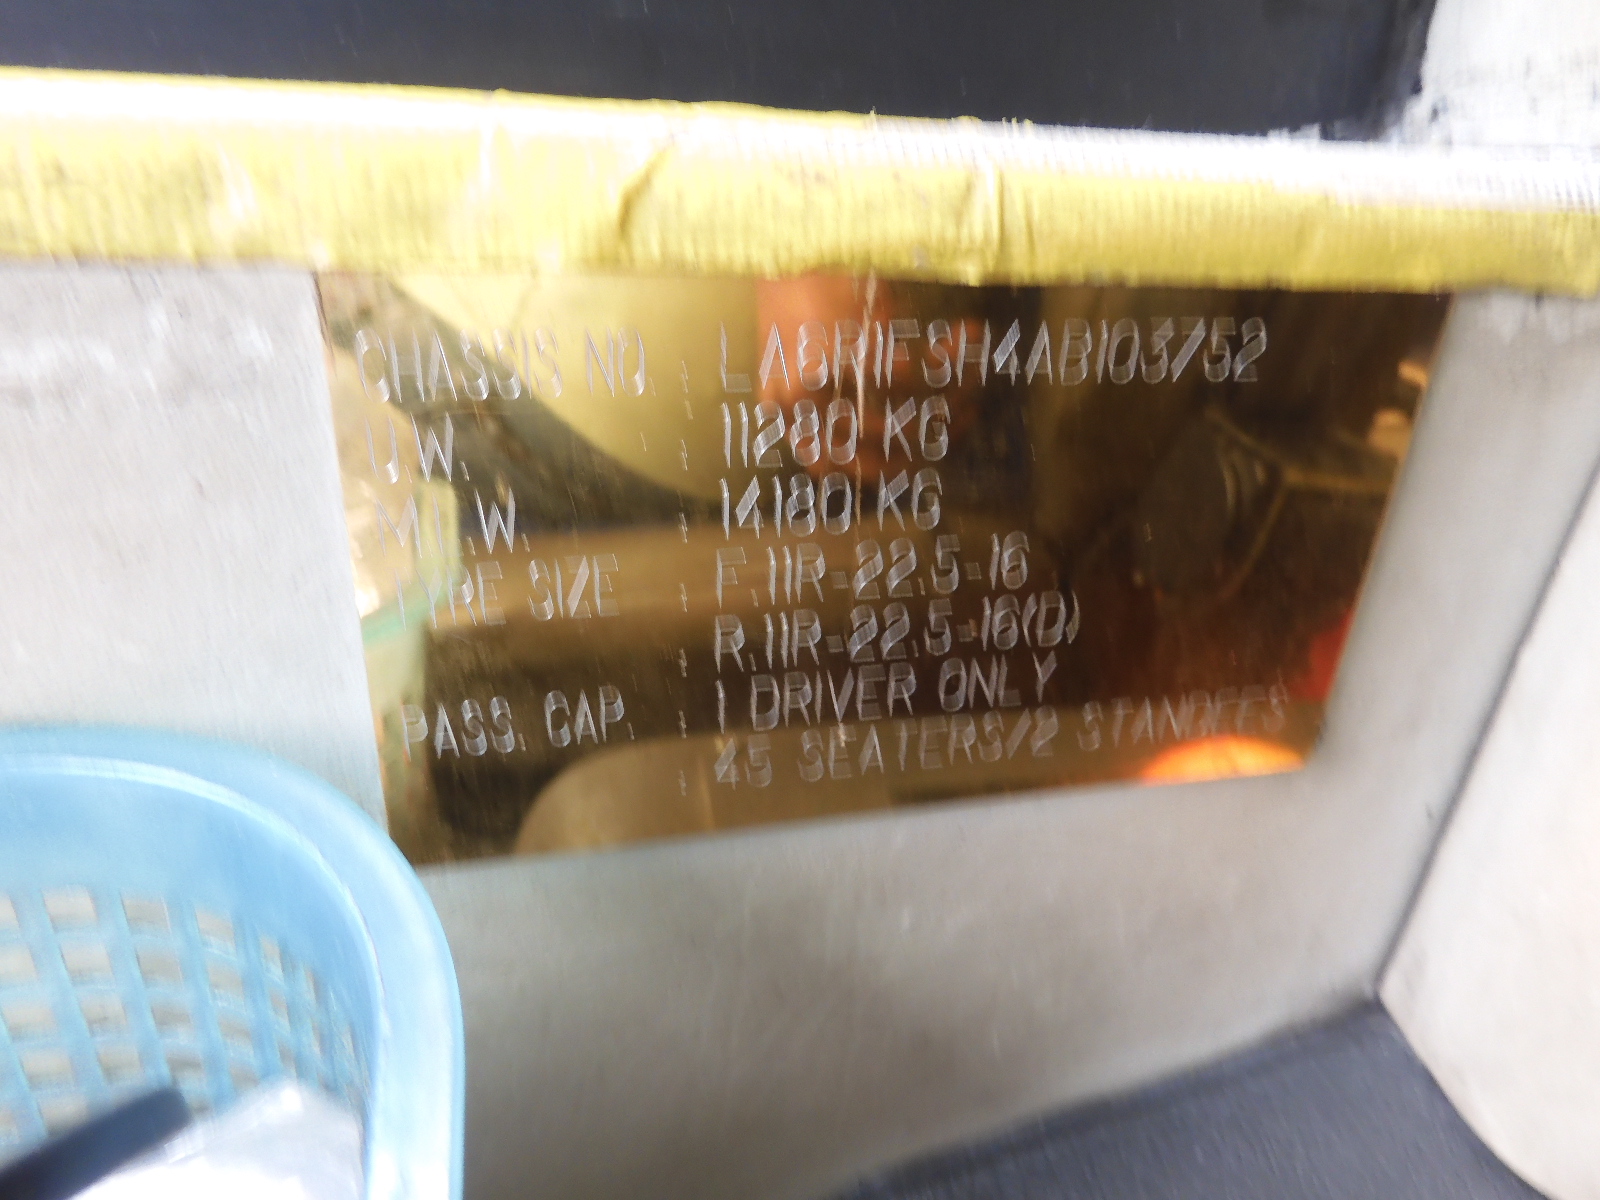 CHASSIS NO. : LA6R1FSH4AB103752
U.W. : 11280 KG
M.L.W. : 14180 KG
TYRE SIZE : F.11R-22.5-16
: R.11R-22.5-16(D)
PASS. CAP. : 1 DRIVER ONLY
: 45 SEATERS/2 STANDEES